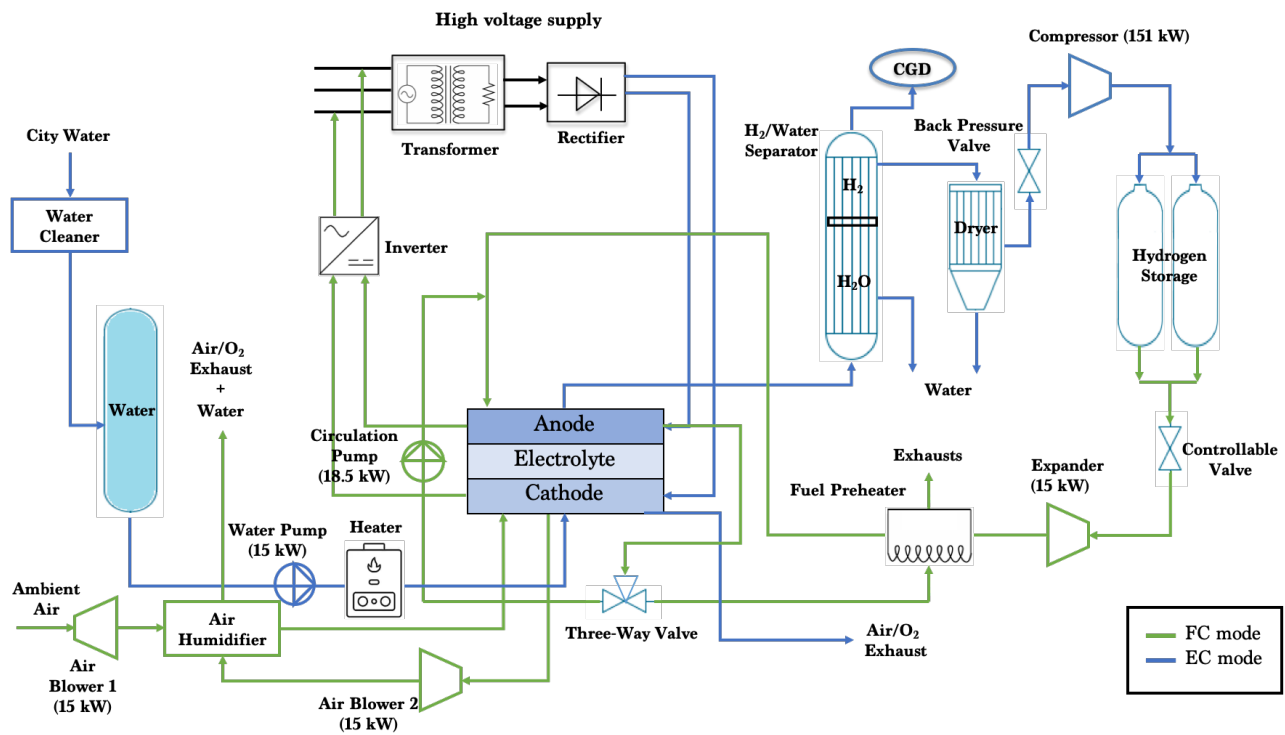 High voltage supply
Compressor (151 kW)
CGD
Transformer
Rectifier
H₂/Water
Separator
Back Pressure
Valve
City Water
Water
Cleaner
Inverter
H₂
H₂O
Dryer
Hydrogen
Storage
Air/O₂
Exhaust
+
Water
Water
Water
Anode
Electrolyte
Cathode
Circulation
Pump
(18.5 kW)
Controllable
Valve
Exhausts
Fuel Preheater
Expander
(15 kW)
Water Pump
(15 kW)
Heater
Ambient
Air
Air
Humidifier
Air
Blower 1
(15 kW)
Three-Way Valve
Air/O₂
Exhaust
Air Blower 2
(15 kW)
FC mode
EC mode